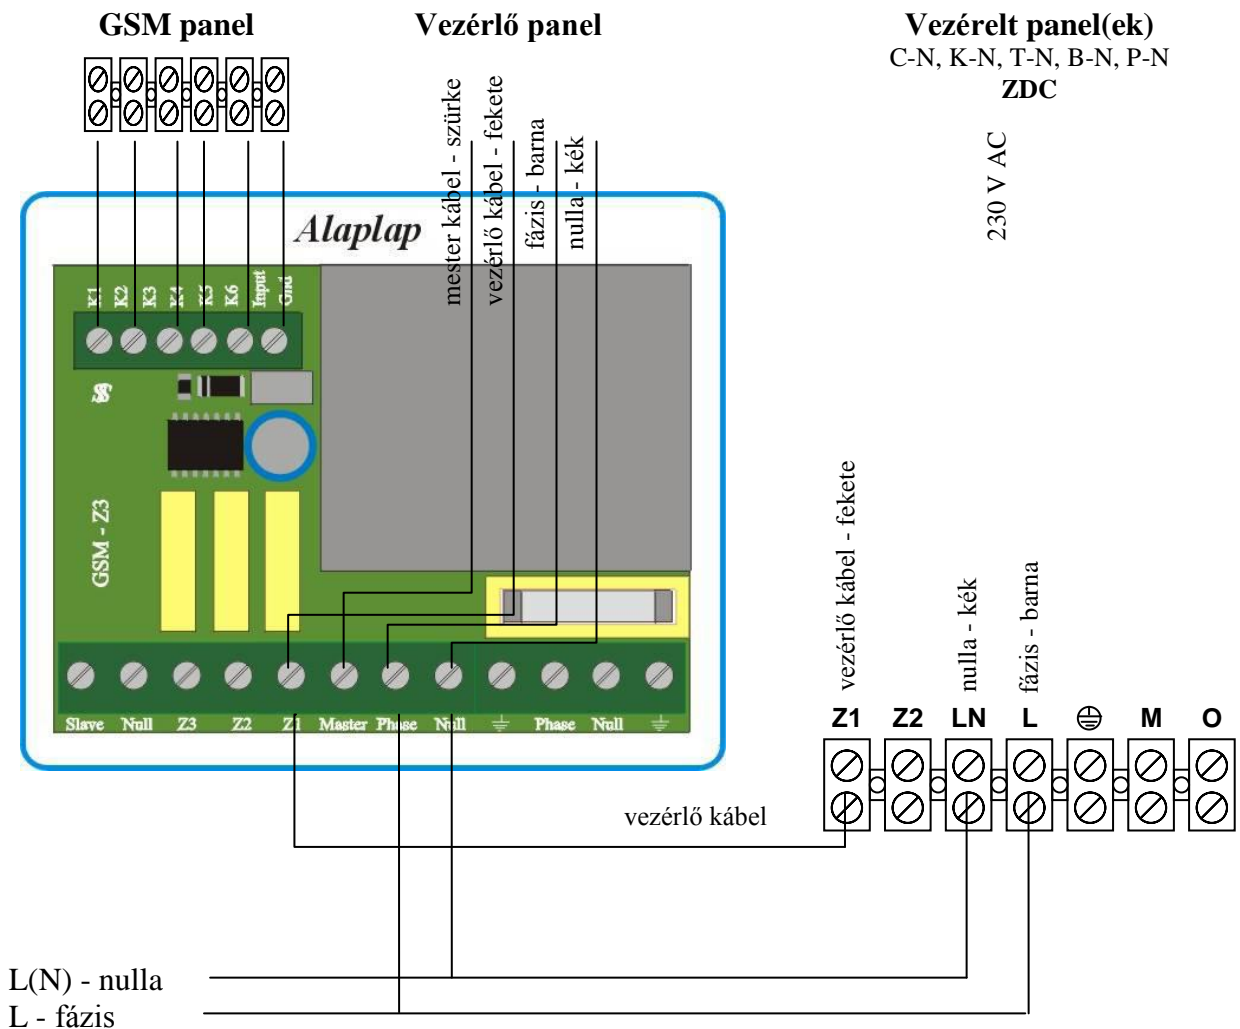 GSM panel
Vezérlő panel
Vezérelt panel(ek)
C-N, K-N, T-N, B-N, P-N
ZDC
mester kábel - szürke
vezérlő kábel - fekete
fázis - barna
nulla - kék
230 V AC
Alaplap
K1
K2
K3
K4
K5
K6
Input
Gnd
GSM - Z3
Slave
Null
Z3
Z2
Z1
Master
Phase
Null
Phase
Null
vezérlő kábel - fekete
nulla - kék
fázis - barna
Z1
Z2
LN
L
M
O
vezérlő kábel
L(N) - nulla
L - fázis